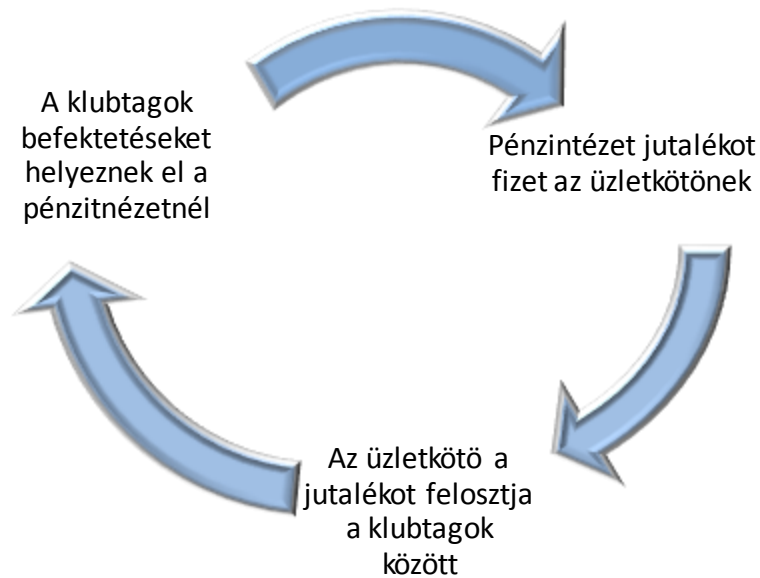 A klubtagok
befektetéseket
helyeznek el a
pénzitnézetnél
Pénzintézet jutalékot
fizet az üzletkötönek
Az üzletkötö a
jutalékot felosztja
a klubtagok
között